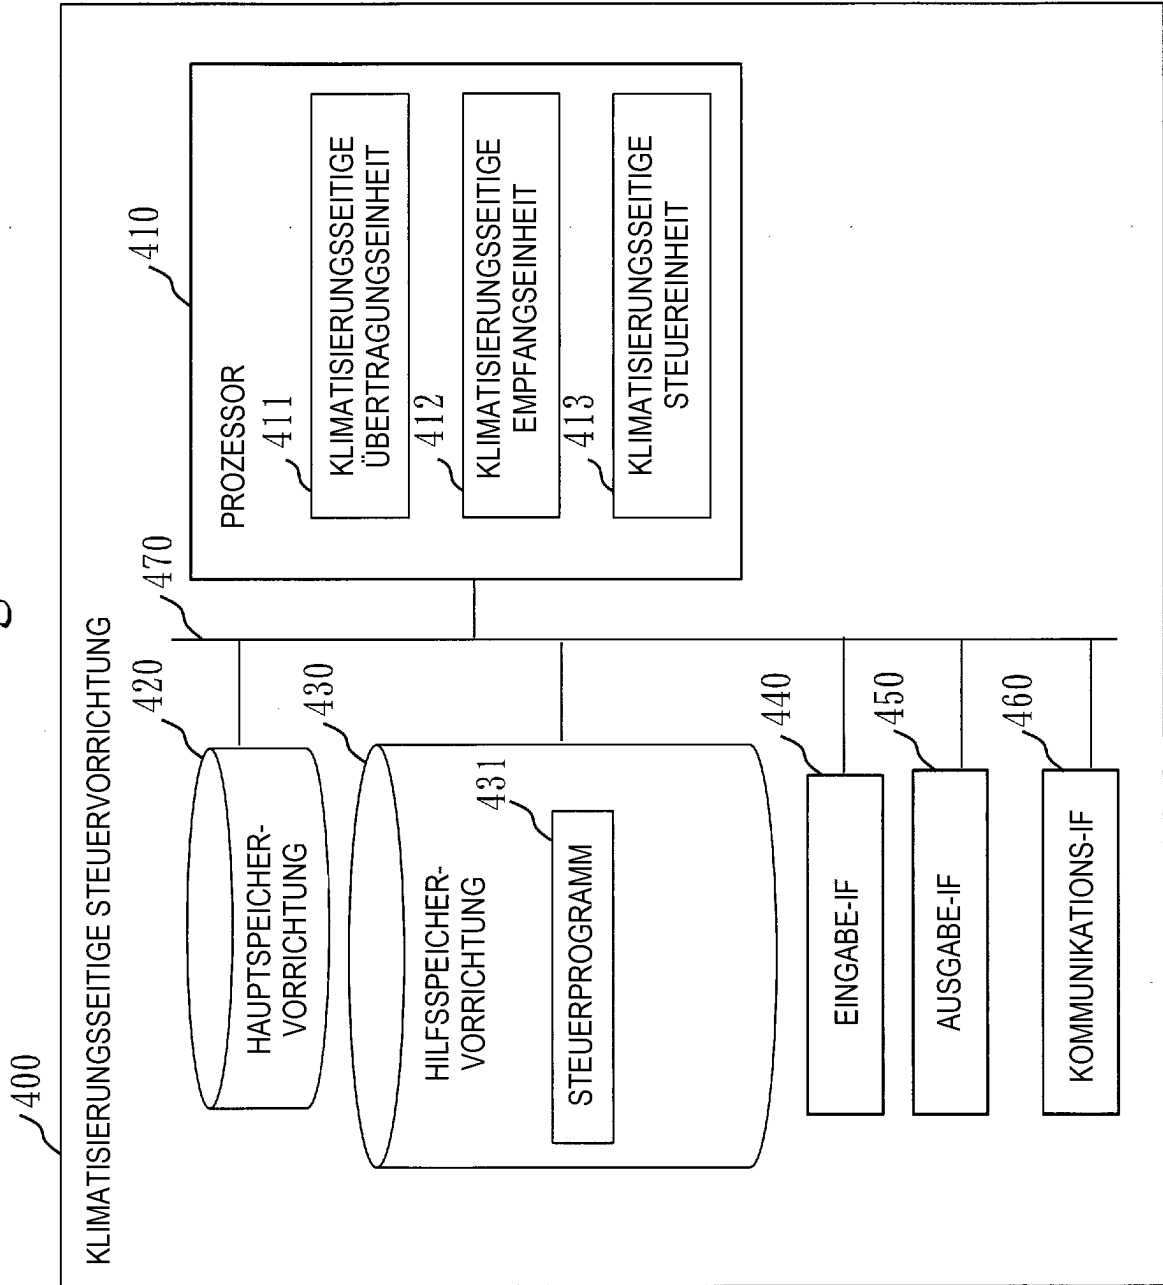 400
KLIMATISIERUNGSSEITIGE STEUERVORRICHTUNG
420
HAUPTSPEICHER-
VORRICHTUNG
430
HILFSSPEICHER-
VORRICHTUNG
431
STEUERPROGRAMM
440
EINGABE-IF
450
AUSGABE-IF
460
KOMMUNIKATIONS-IF
470
410
PROZESSOR
411
KLIMATISIERUNGSSEITIGE
ÜBERTRAGUNGSEINHEIT
412
KLIMATISIERUNGSSEITIGE
EMPFANGSEINHEIT
413
KLIMATISIERUNGSSEITIGE
STEUEREINHEIT